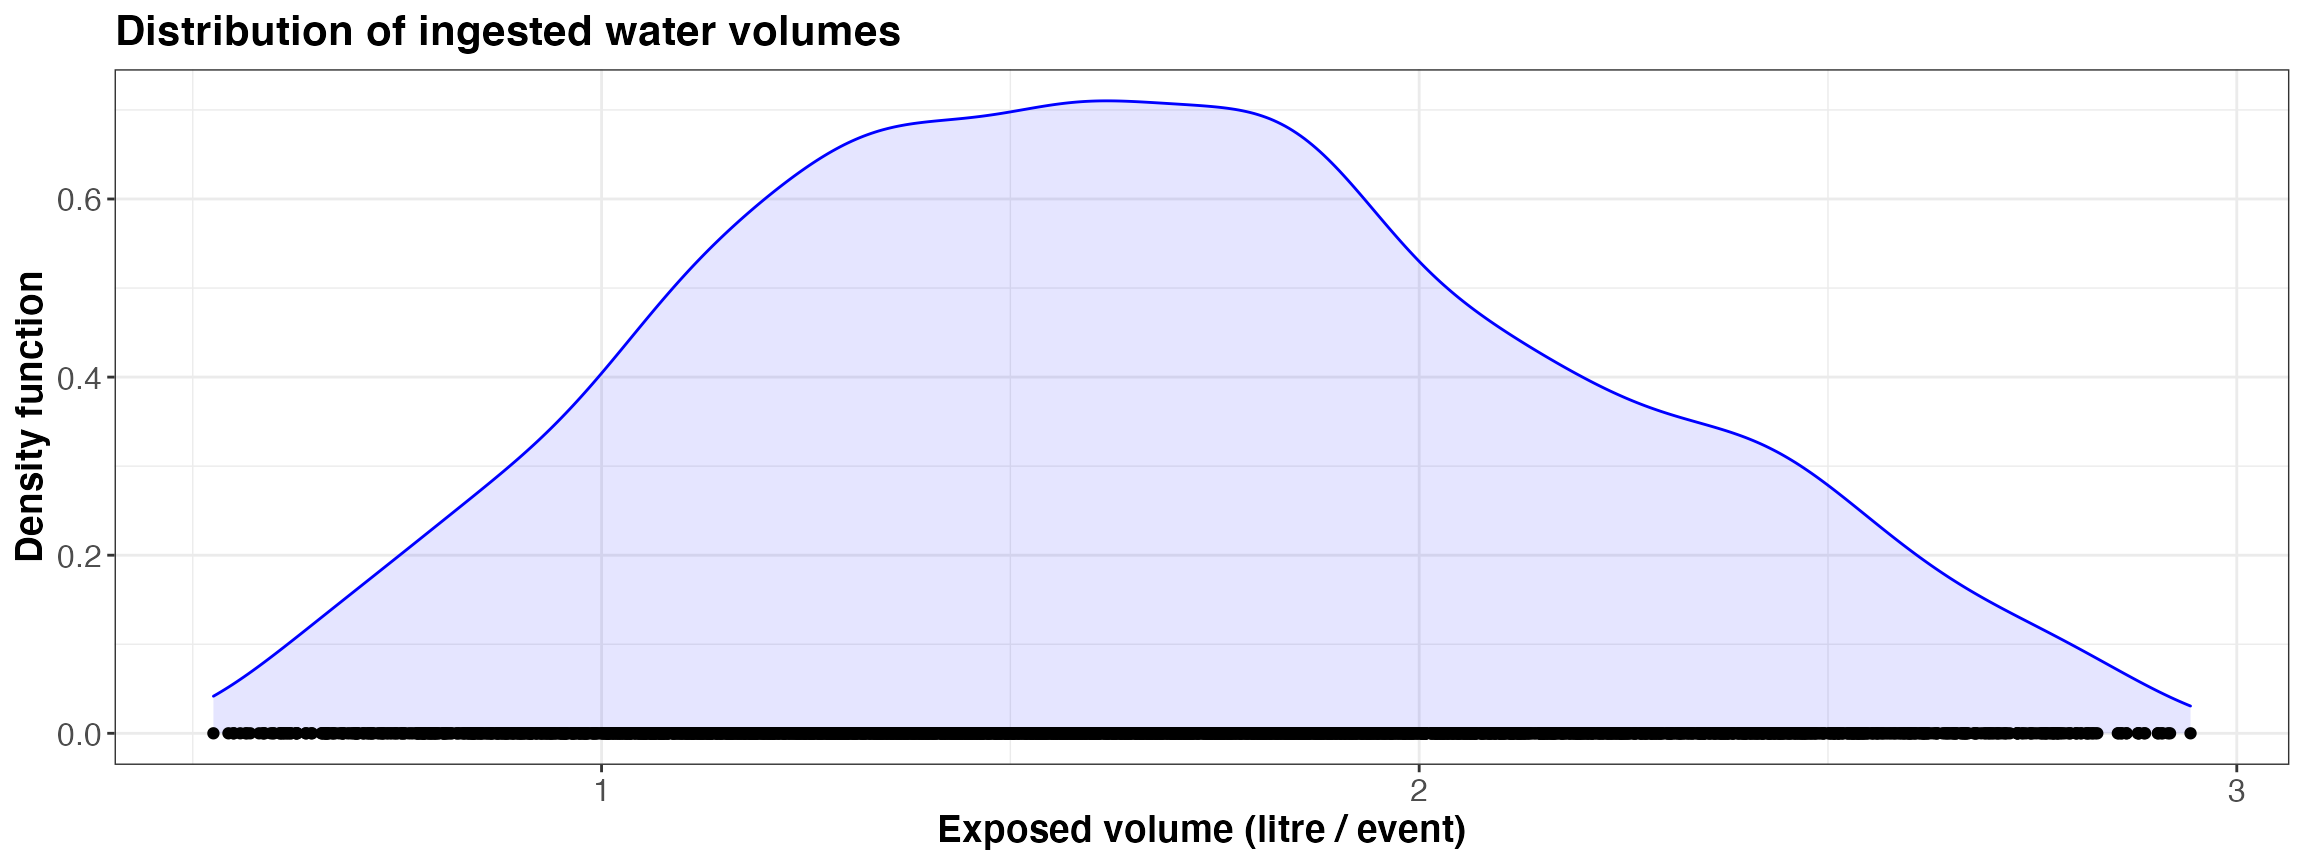 Distribution of ingested water volumes
Density function
0.6
0.4
0.2
0.0
1
2
3
Exposed volume (litre / event)